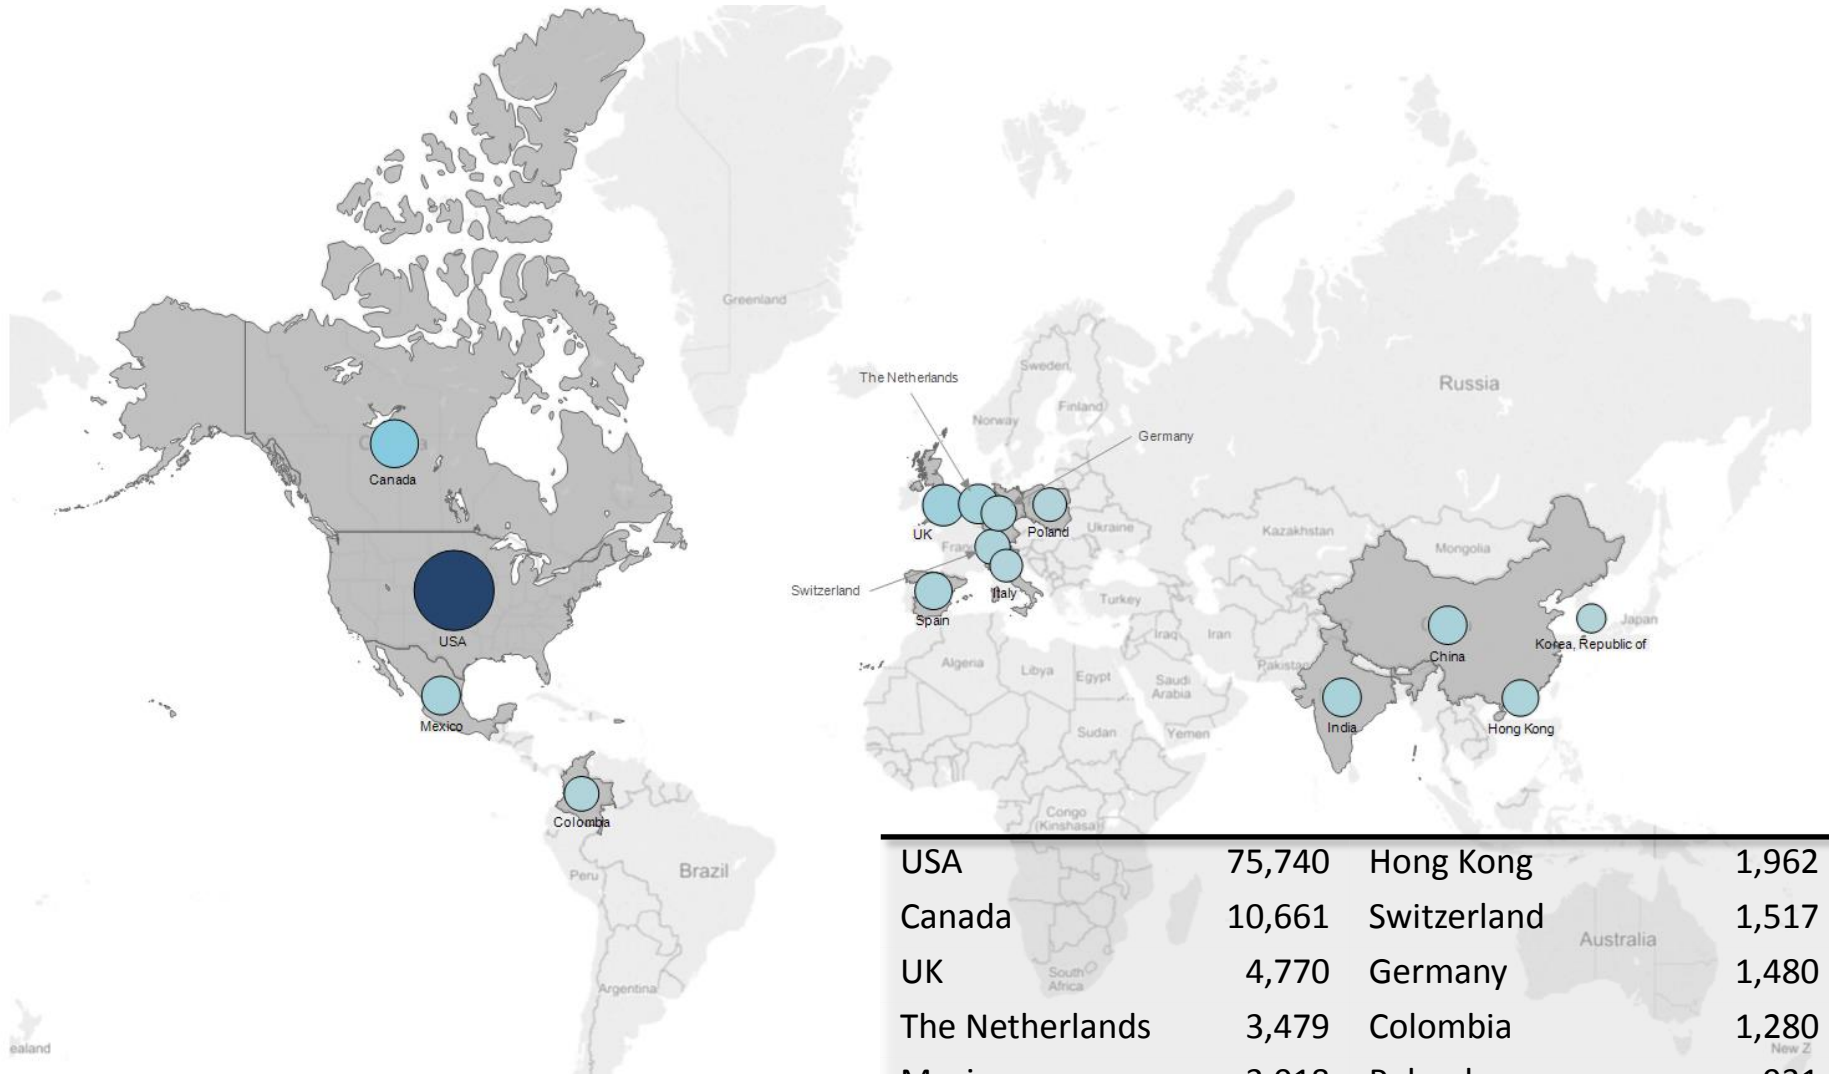 Greenland
The Netherlands
Sweden
Russia
Finland
Norway
Germany
Canada
UK
Poland
Ukraine
Kazakhstan
Mongolia
Switzerland
Italy
Turkey
Spain
Japan
USA
Iraq
Iran
Korea, Republic of
China
Algeria
Libya
Egypt
Saudi
Arabia
Pakistan
Mexico
Sudan
Yemen
India
Hong Kong
Colombia
Congo
(Kinshasa)
Peru
Brazil
Australia
South
Africa
Argentina
ealand
New Z
USA 75,740 Hong Kong 1,962
Canada 10,661 Switzerland 1,517
UK 4,770 Germany 1,480
The Netherlands 3,479 Colombia 1,280